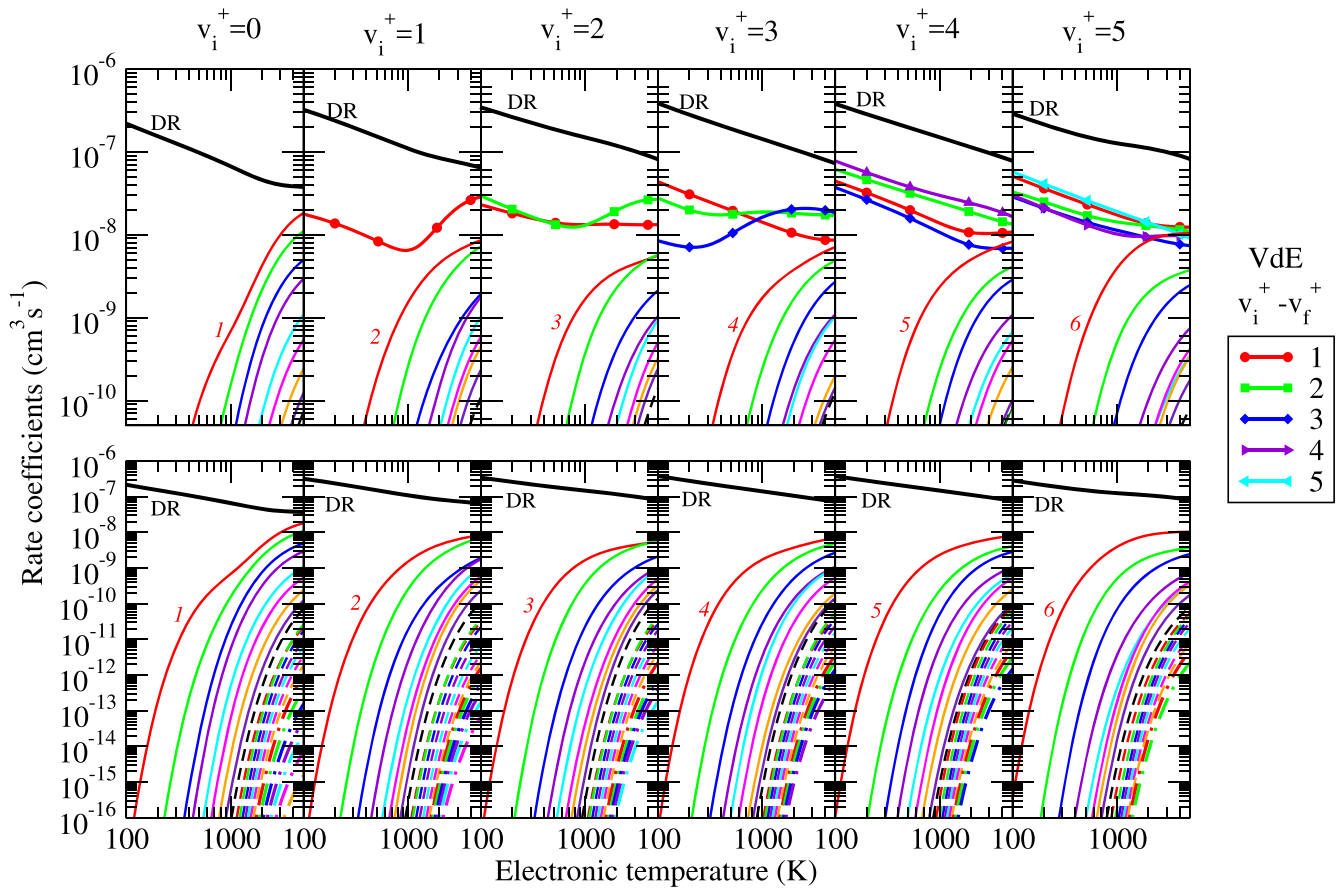 v_i^+=0 v_i^+=1 v_i^+=2 v_i^+=3 v_i^+=4 v_i^+=5
10^-6
10^-7
10^-8
10^-9
10^-10
Rate coefficients (cm^3 s^-1)
DR DR DR DR DR DR
1 2 3 4 5 6
VdE
v_i^+ -v_f^+
1
2
3
4
5
10^-6
10^-7
10^-8
10^-9
10^-10
10^-11
10^-12
10^-13
10^-14
10^-15
10^-16
Rate coefficients (cm^3 s^-1)
DR DR DR DR DR DR
1 2 3 4 5 6
100 1000 100 1000 100 1000 100 1000 100 1000 100 1000
Electronic temperature (K)